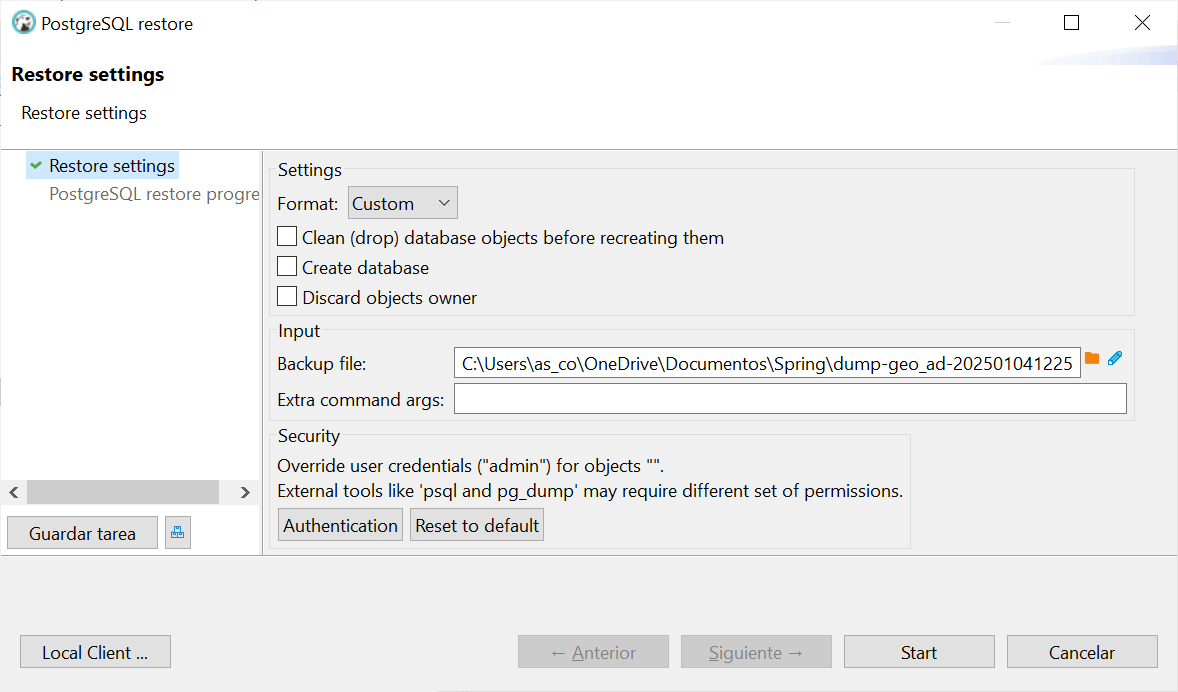 PostgreSQL restore
Restore settings
Restore settings
Restore settings
PostgreSQL restore progre
Settings
Format: Custom
Clean (drop) database objects before recreating them
Create database
Discard objects owner
Input
Backup file: C:\Users\as_co\OneDrive\Documentos\Spring\dump-geo_ad-202501041225
Extra command args:
Security
Override user credentials ("admin") for objects "".
External tools like 'psql and pg_dump' may require different set of permissions.
Authentication Reset to default
Guardar tarea
Local Client ... ← Anterior Siguiente → Start Cancelar